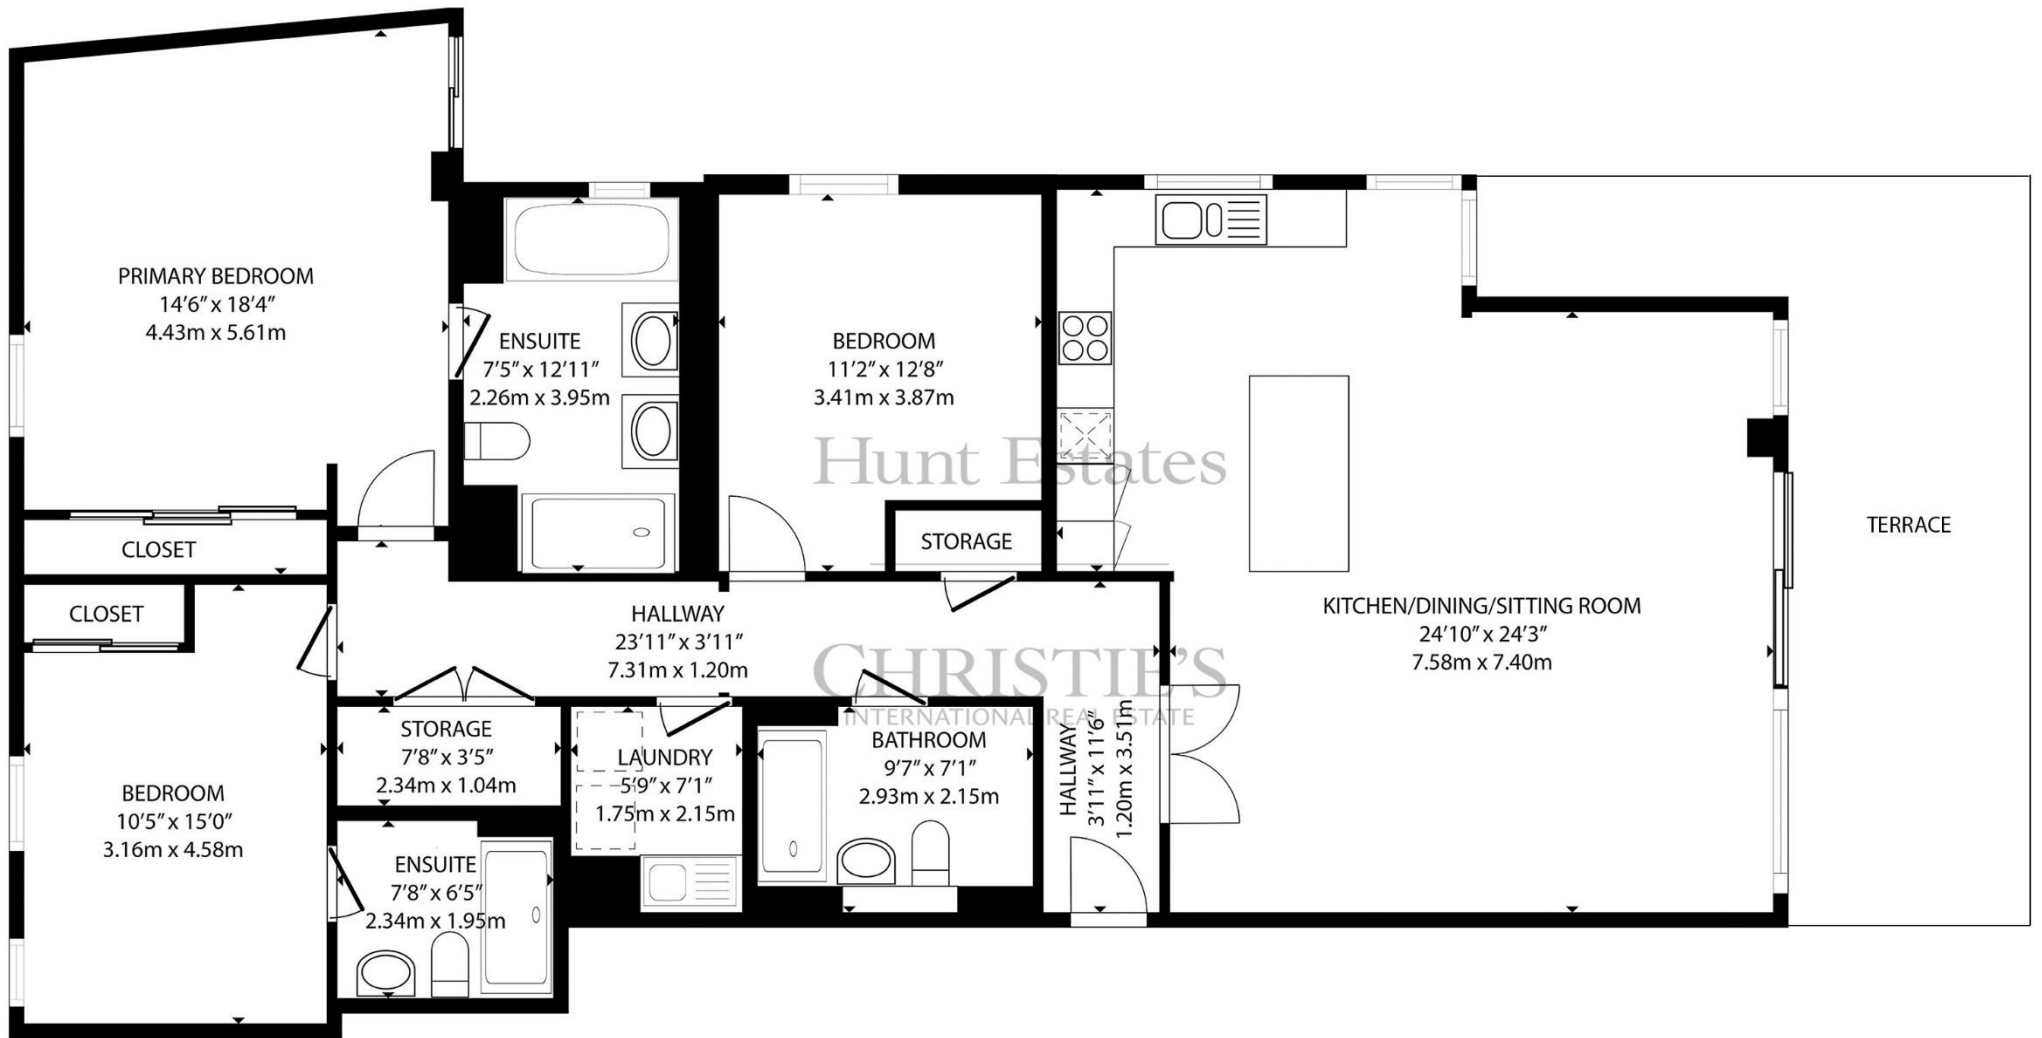 PRIMARY BEDROOM
14'6" x 18'4"
4.43m x 5.61m
ENSUITE
7'5" x 12'11"
2.26m x 3.95m
BEDROOM
11'2" x 12'8"
3.41m x 3.87m
Hunt Estates
CLOSET
STORAGE
TERRACE
CLOSET
HALLWAY
23'11" x 3'11"
7.31m x 1.20m
KITCHEN/DINING/SITTING ROOM
24'10" x 24'3"
7.58m x 7.40m
CHRISTIE'S
INTERNATIONAL REAL ESTATE
STORAGE
7'8" x 3'5"
2.34m x 1.04m
LAUNDRY
5'9" x 7'1"
1.75m x 2.15m
BATHROOM
9'7" x 7'1"
2.93m x 2.15m
HALLWAY
3'11" x 11'6"
1.20m x 3.51m
BEDROOM
10'5" x 15'0"
3.16m x 4.58m
ENSUITE
7'8" x 6'5"
2.34m x 1.95m